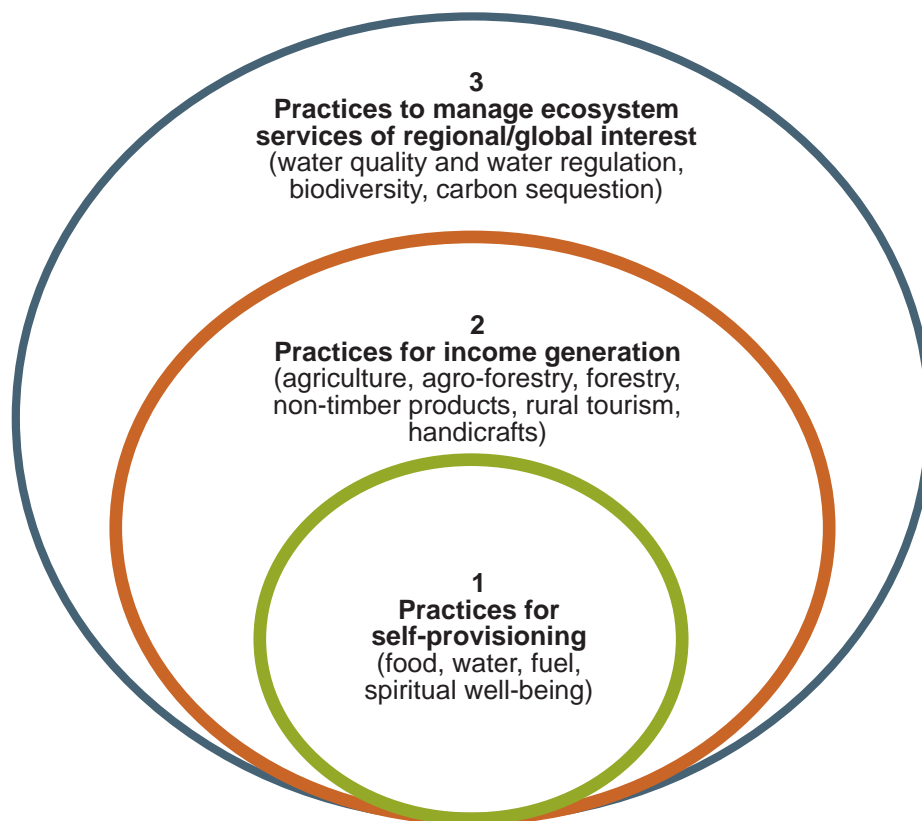 3
Practices to manage ecosystem
services of regional/global interest
(water quality and water regulation,
biodiversity, carbon sequestion)
2
Practices for income generation
(agriculture, agro-forestry, forestry,
non-timber products, rural tourism,
handicrafts)
1
Practices for
self-provisioning
(food, water, fuel,
spiritual well-being)